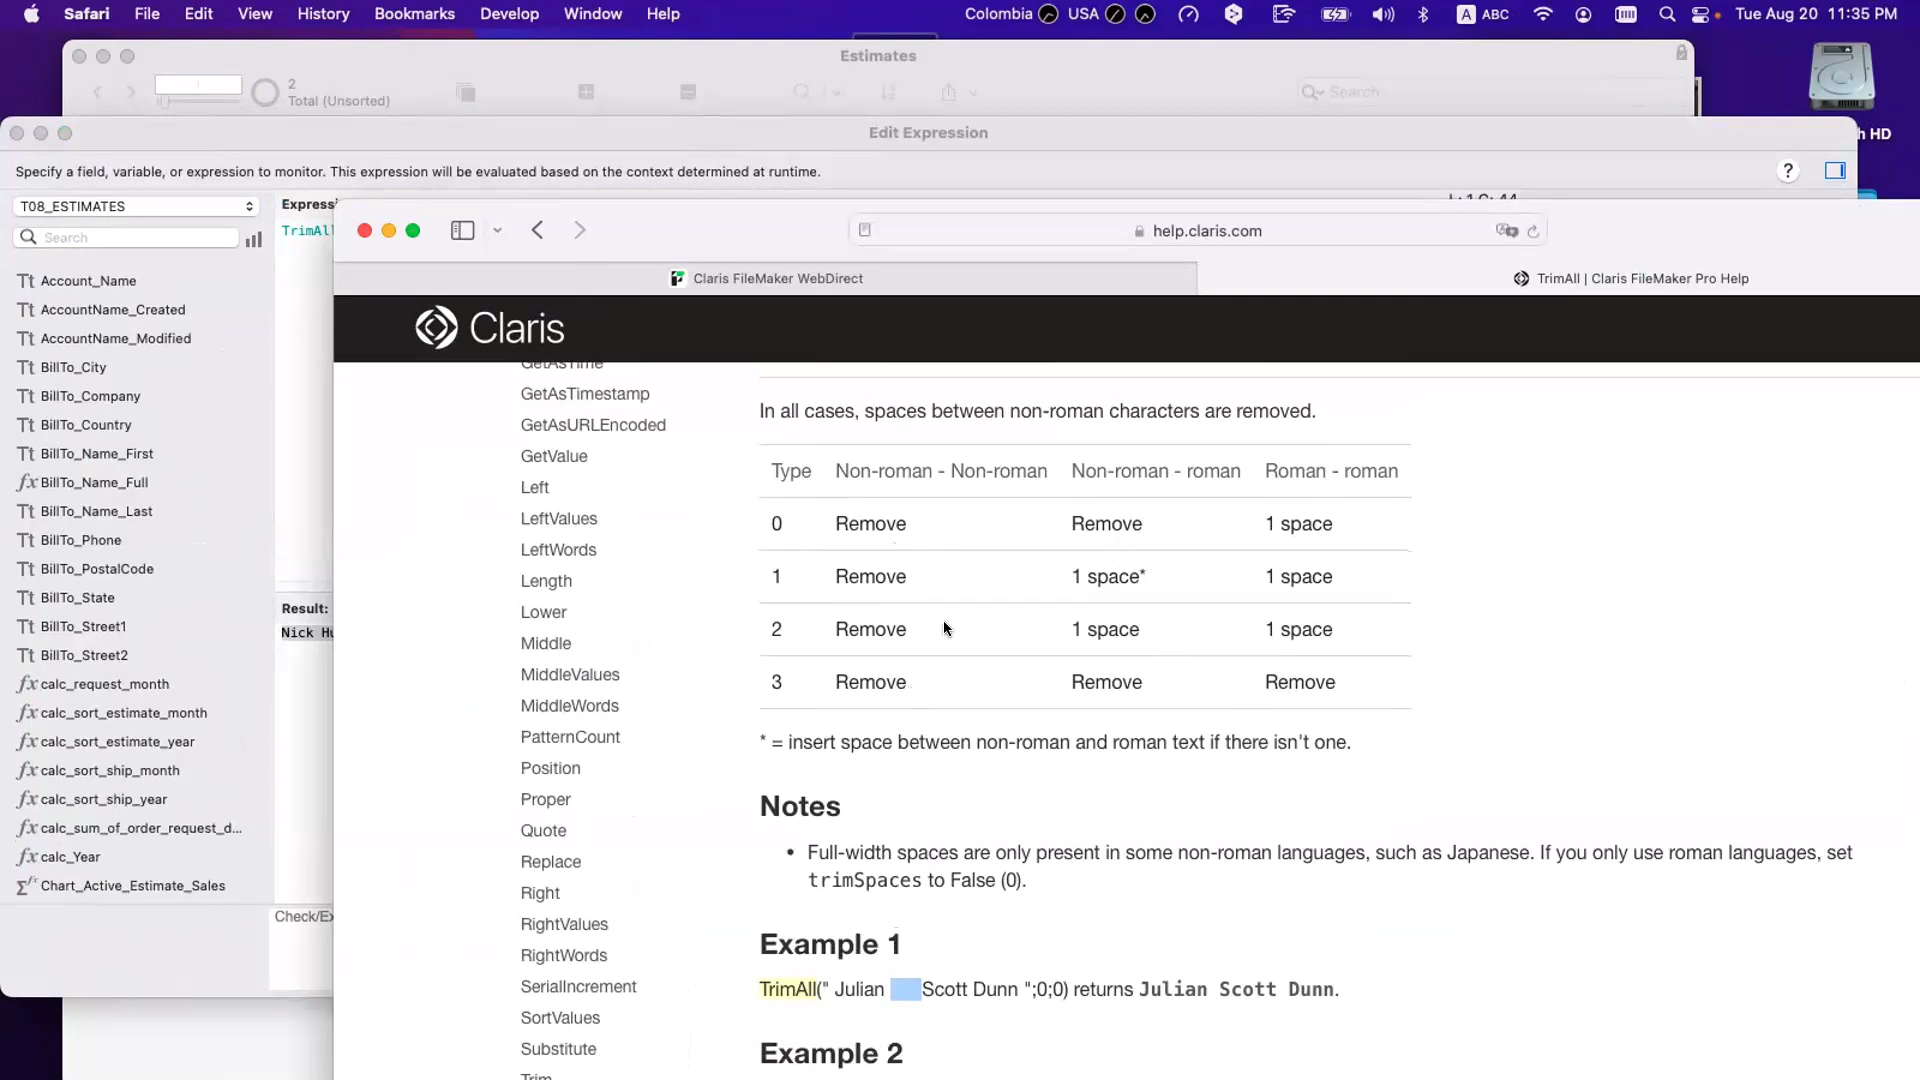 Safari File Edit View History Bookmarks Develop Window Help Colombia USA A ABC Tue Aug 20 11:35 PM
Estimates
2
Total (Unsorted)
Search
h HD
Edit Expression
Specify a field, variable, or expression to monitor. This expression will be evaluated based on the context determined at runtime.
?
T08_ESTIMATES
Search
Account_Name
AccountName_Created
AccountName_Modified
BillTo_City
BillTo_Company
BillTo_Country
BillTo_Name_First
BillTo_Name_Full
BillTo_Name_Last
BillTo_Phone
BillTo_PostalCode
BillTo_State
BillTo_Street1
BillTo_Street2
calc_request_month
calc_sort_estimate_month
calc_sort_estimate_year
calc_sort_ship_month
calc_sort_ship_year
calc_sum_of_order_request_d...
calc_Year
Chart_Active_Estimate_Sales
Expressi
TrimAll
Result:
Nick Hu
Check/Ex
help.claris.com
Claris FileMaker WebDirect
TrimAll | Claris FileMaker Pro Help
Claris
GetAsTime
GetAsTimestamp
GetAsURLEncoded
GetValue
Left
LeftValues
LeftWords
Length
Lower
Middle
MiddleValues
MiddleWords
PatternCount
Position
Proper
Quote
Replace
Right
RightValues
RightWords
SerialIncrement
SortValues
Substitute
Trim
In all cases, spaces between non-roman characters are removed.
Type Non-roman - Non-roman Non-roman - roman Roman - roman
0 Remove Remove 1 space
1 Remove 1 space* 1 space
2 Remove 1 space 1 space
3 Remove Remove Remove
* = insert space between non-roman and roman text if there isn't one.
Notes
• Full-width spaces are only present in some non-roman languages, such as Japanese. If you only use roman languages, set
trimSpaces to False (0).
Example 1
TrimAll(" Julian Scott Dunn ";0;0) returns Julian Scott Dunn.
Example 2